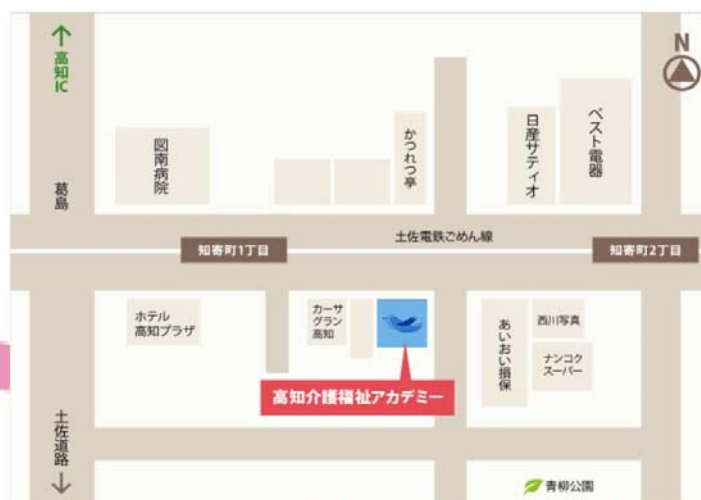 高知IC
N
図南病院
かつれつ亭
日産サティオ
ベスト電器
葛島
土佐電鉄ごめん線
知寄町1丁目
知寄町2丁目
ホテル
高知プラザ
カーサ
グラン
高知
あいおい損保
西川写真
ナンコク
スーパー
高知介護福祉アカデミー
土佐道路
青柳公園